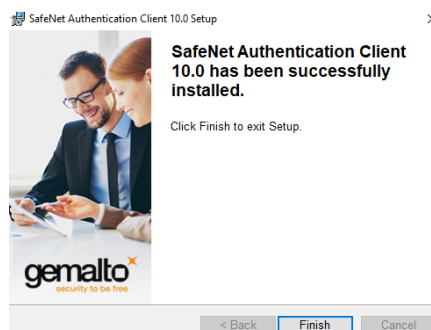 SafeNet Authentication Client 10.0 Setup
SafeNet Authentication Client
10.0 has been successfully
installed.
Click Finish to exit Setup.
gemalto
security to be free
< Back Finish Cancel